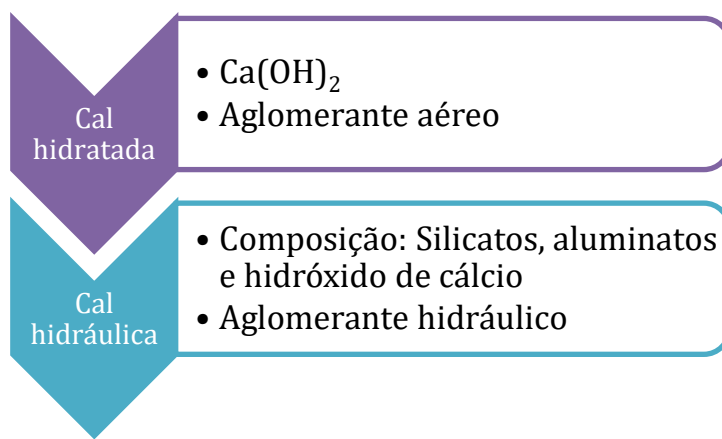 Cal
hidratada
• Ca(OH)₂
• Aglomerante aéreo
Cal
hidráulica
• Composição: Silicatos, aluminatos
e hidróxido de cálcio
• Aglomerante hidráulico